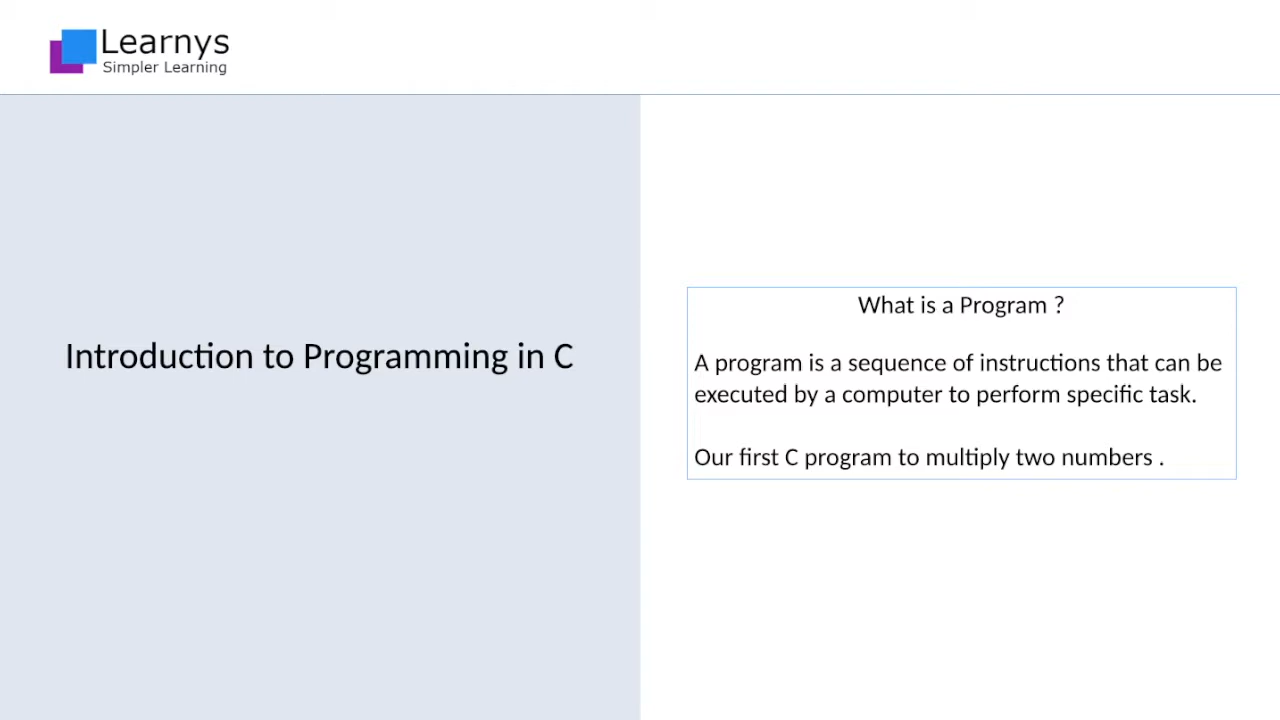 Learnys
Simpler Learning
Introduction to Programming in C
What is a Program ?
A program is a sequence of instructions that can be
executed by a computer to perform specific task.
Our first C program to multiply two numbers .